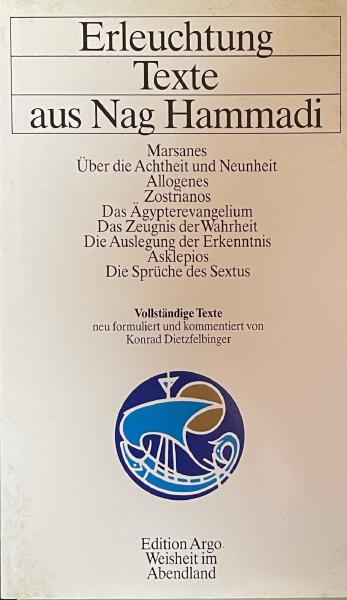 Erleuchtung
Texte
aus Nag Hammadi
Marsanes
Über die Achtheit und Neunheit
Allogenes
Zostrianos
Das Ägypterevangelium
Das Zeugnis der Wahrheit
Die Auslegung der Erkenntnis
Asklepios
Die Sprüche des Sextus
Vollständige Texte
neu formuliert und kommentiert von
Konrad Dietzfelbinger
Edition Argo
Weisheit im
Abendland